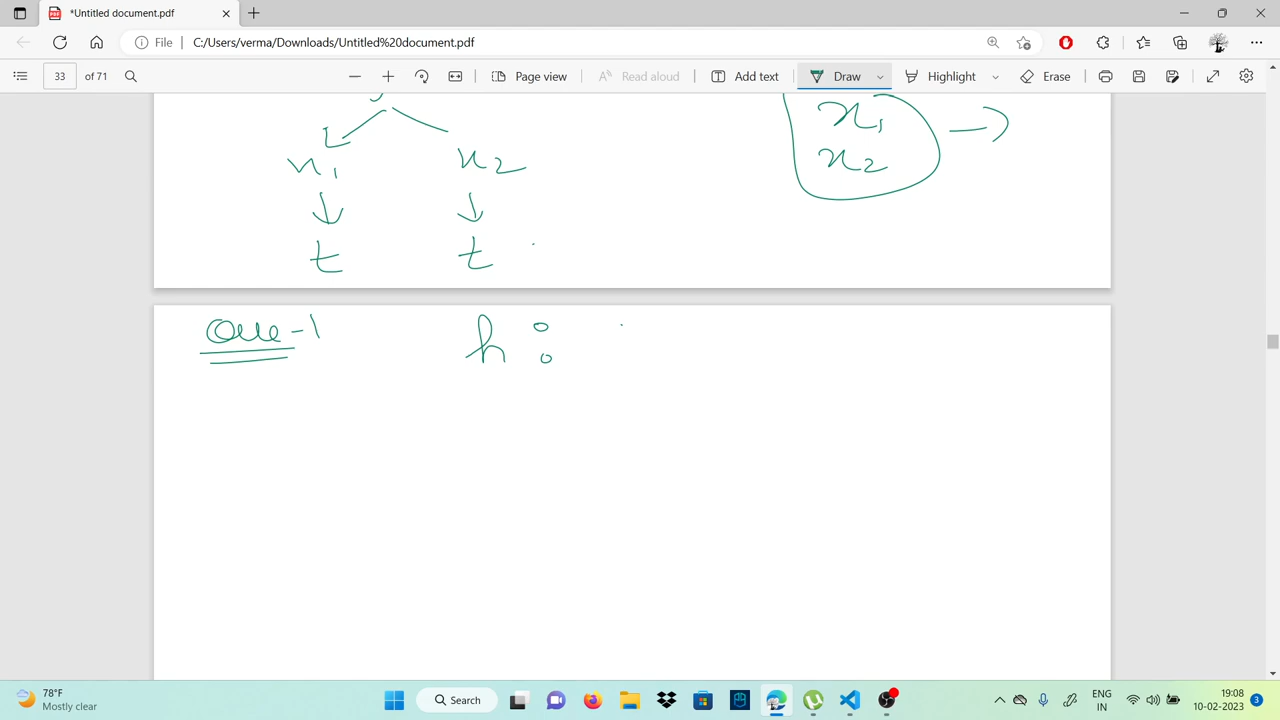 *Untitled document.pdf
File C:/Users/verma/Downloads/Untitled%20document.pdf
33 of 71 Page view Read aloud Add text Draw Highlight Erase
x1 x2
x1
x2
t t
Que-1 h :
78°F
Mostly clear
Search
ENG
IN
19:08
10-02-2023
3